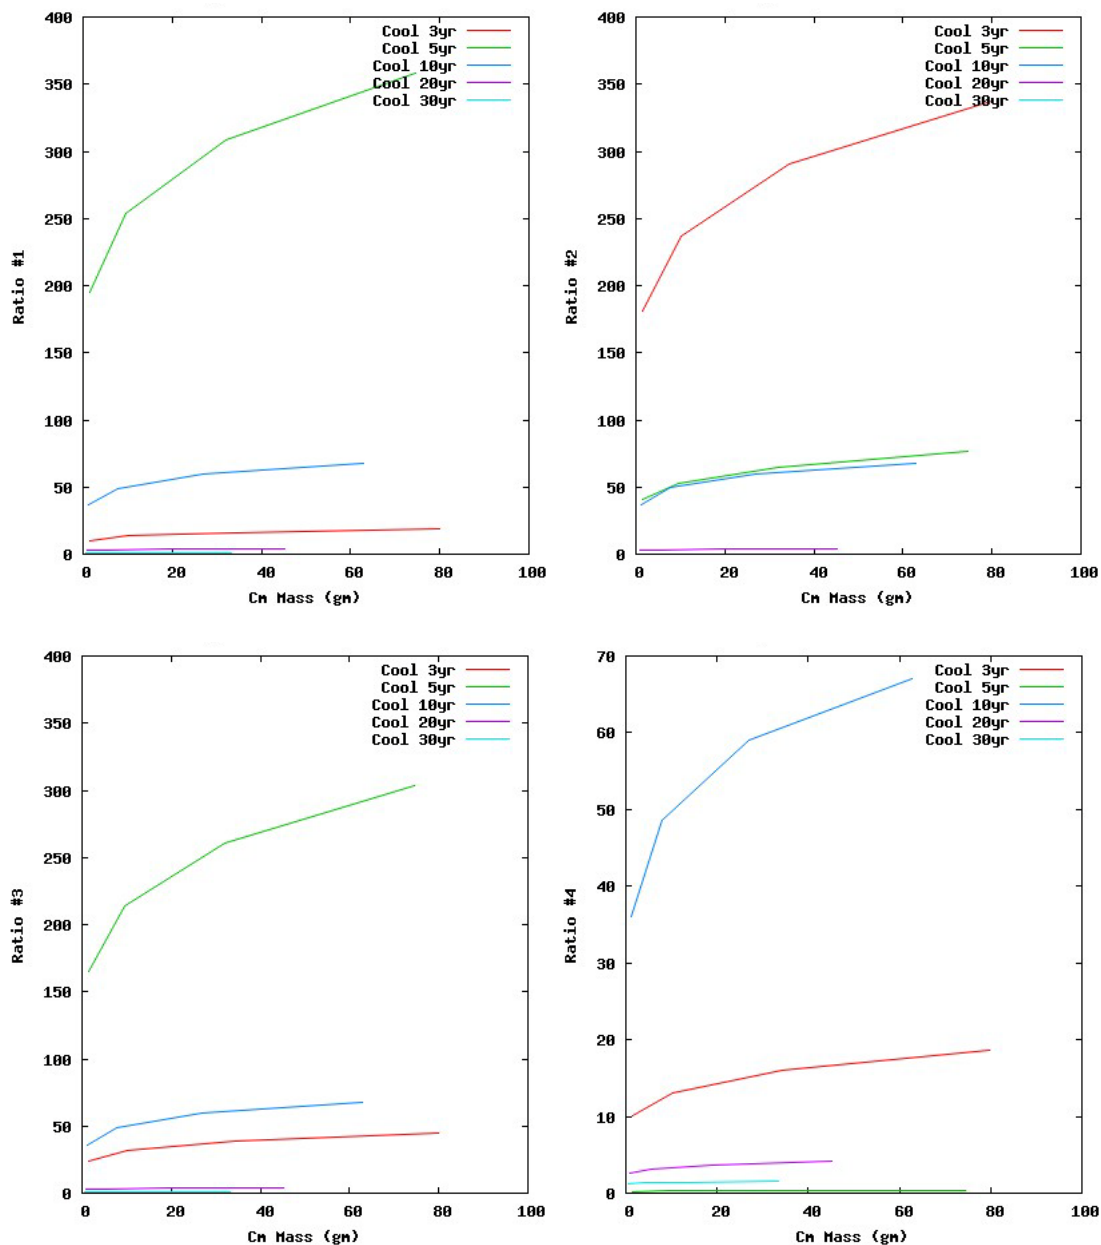 400
350
300
250
200
150
100
50
0
Ratio #1
Cool 3yr
Cool 5yr
Cool 10yr
Cool 20yr
Cool 30yr
0 20 40 60 80 100
Cm Mass (gm)
400
350
300
250
200
150
100
50
0
Ratio #2
Cool 3yr
Cool 5yr
Cool 10yr
Cool 20yr
Cool 30yr
0 20 40 60 80 100
Cm Mass (gm)
400
350
300
250
200
150
100
50
0
Ratio #3
Cool 3yr
Cool 5yr
Cool 10yr
Cool 20yr
Cool 30yr
0 20 40 60 80 100
Cm Mass (gm)
70
60
50
40
30
20
10
0
Ratio #4
Cool 3yr
Cool 5yr
Cool 10yr
Cool 20yr
Cool 30yr
0 20 40 60 80 100
Cm Mass (gm)